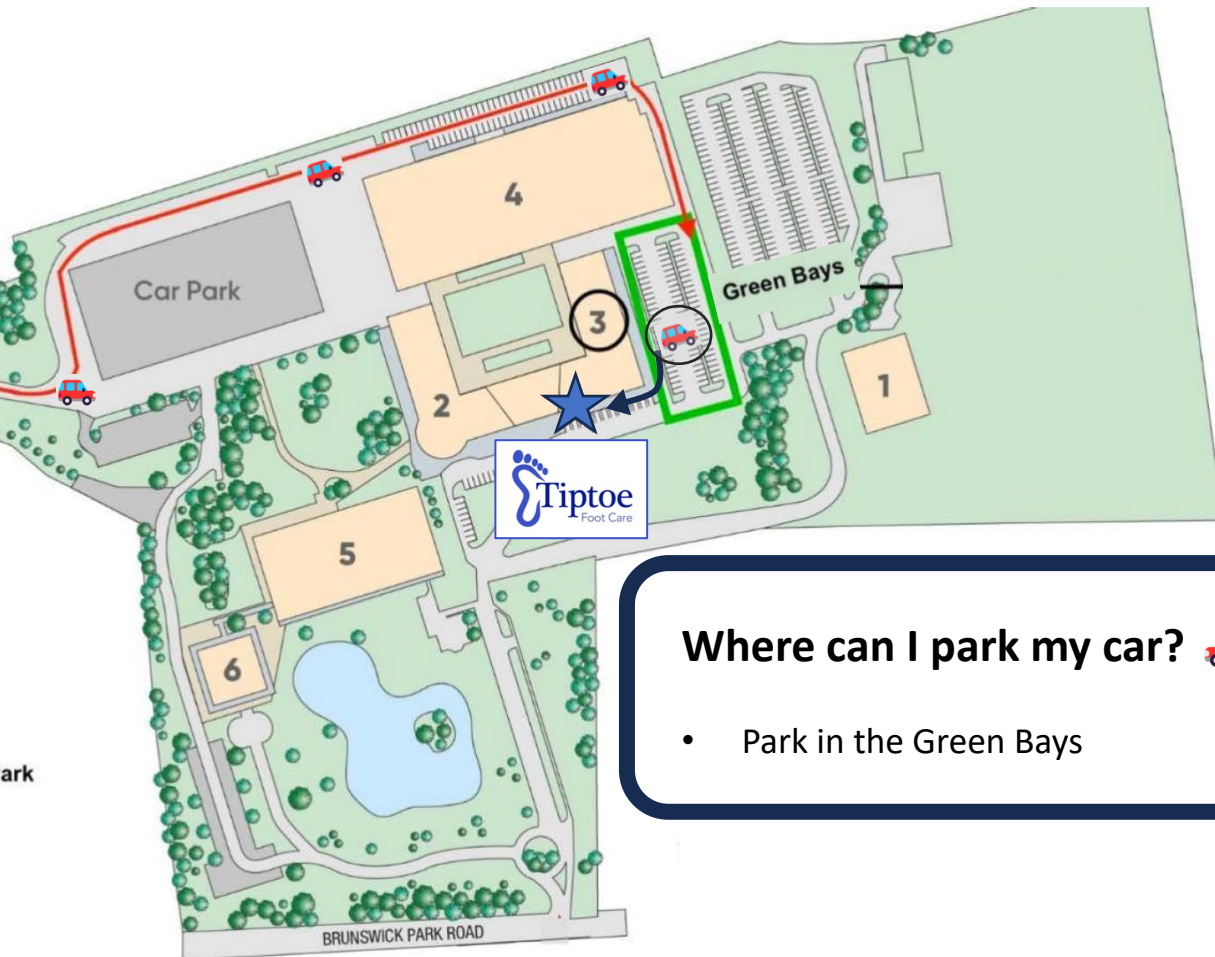 4
Car Park
Green Bays
3
1
2
Tiptoe
Foot Care
5
Where can I park my car?
6
• Park in the Green Bays
ark
BRUNSWICK PARK ROAD